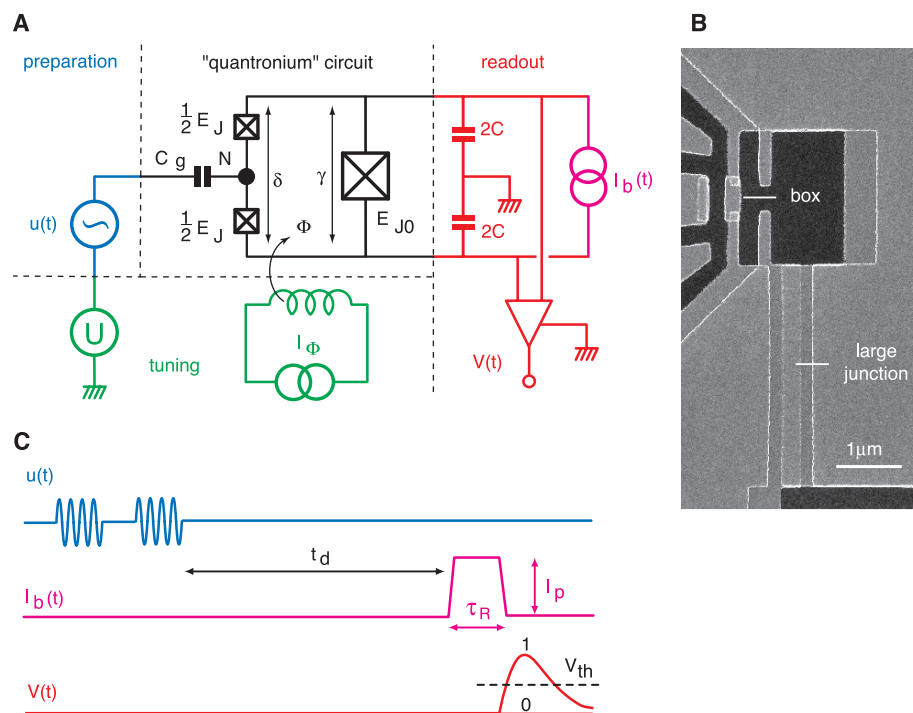 A
preparation
"quantronium" circuit
readout
½ E J
C g
N
δ
γ
2C
I b (t)
u(t)
½ E J
Φ
E J0
2C
U
tuning
I Φ
V(t)
B
box
large
junction
1μm
C
u(t)
t d
I b (t)
I p
τ R
1
V th
V(t)
0